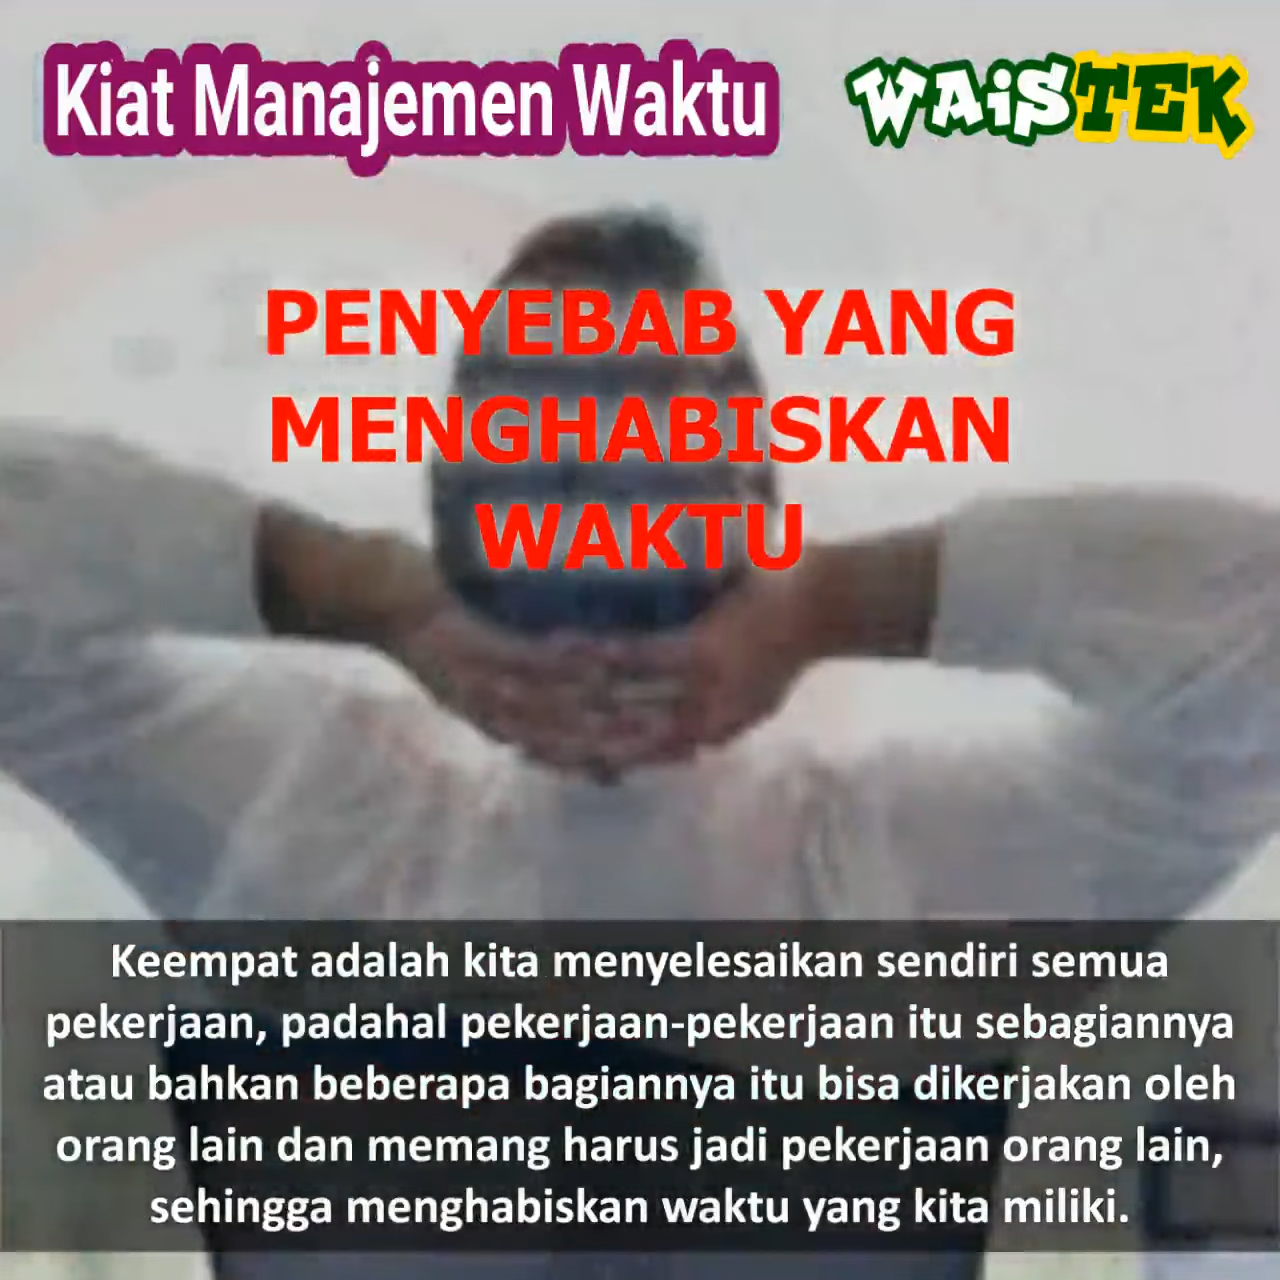 Kiat Manajemen Waktu
WAiSTEK
PENYEBAB YANG
MENGHABISKAN
WAKTU
Keempat adalah kita menyelesaikan sendiri semua
pekerjaan, padahal pekerjaan-pekerjaan itu sebagiannya
atau bahkan beberapa bagiannya itu bisa dikerjakan oleh
orang lain dan memang harus jadi pekerjaan orang lain,
sehingga menghabiskan waktu yang kita miliki.